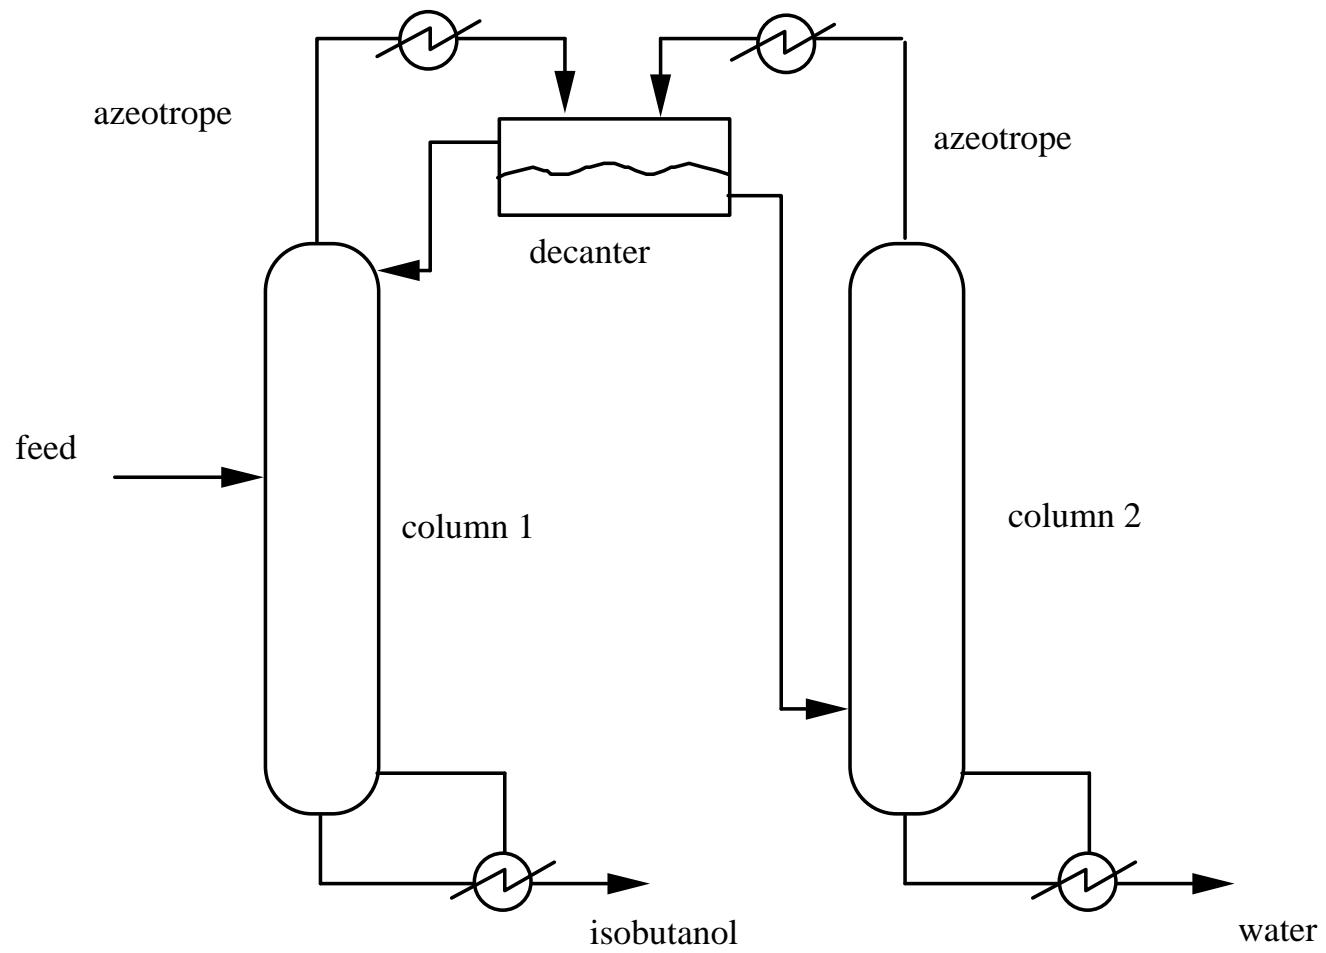 azeotrope
azeotrope
decanter
feed
column 1
column 2
isobutanol
water